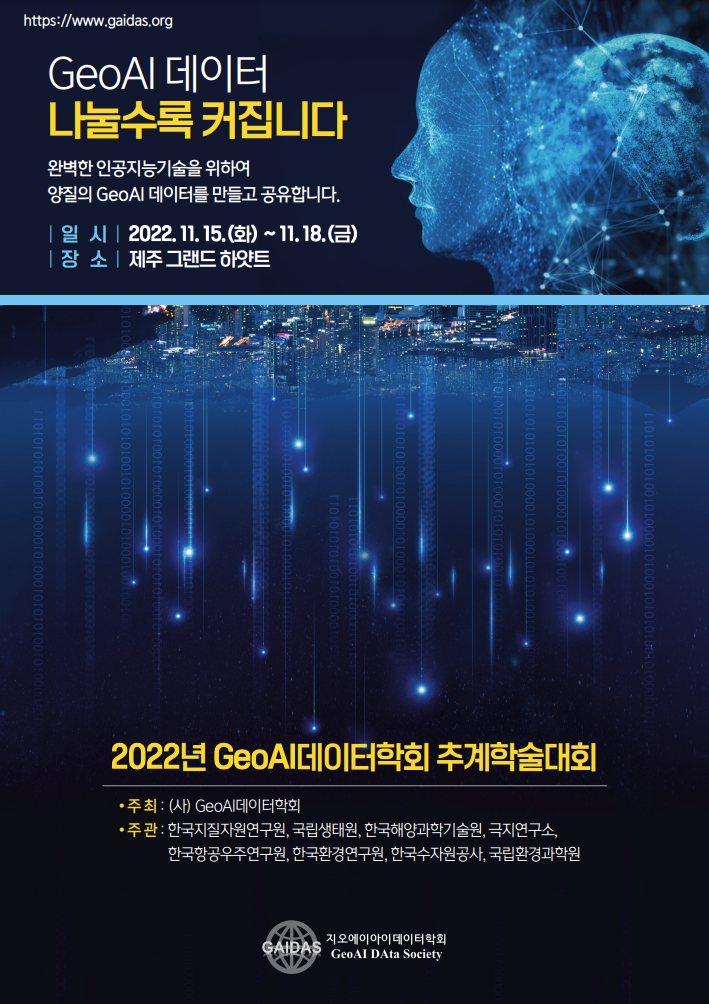 https://www.gaidas.org
GeoAI 데이터
나눌수록 커집니다
완벽한 인공지능기술을 위하여
양질의 GeoAI 데이터를 만들고 공유합니다.
| 일 시 | 2022. 11. 15.(화) ~ 11. 18.(금)
| 장 소 | 제주 그랜드 하얏트
2022년 GeoAI데이터학회 추계학술대회
• 주 최 : (사) GeoAI데이터학회
• 주 관 : 한국지질자원연구원, 국립생태원, 한국해양과학기술원, 극지연구소,
한국항공우주연구원, 한국환경연구원, 한국수자원공사, 국립환경과학원
GAIDAS 지오에이아이데이터학회
GeoAI DAta Society